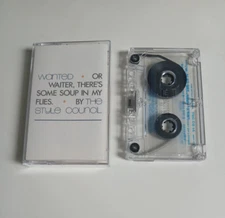 WANTED • OR
WAITER, THERE'S
SOME SOUP IN MY
FLIES. • BY THE
STYLE COUNCIL